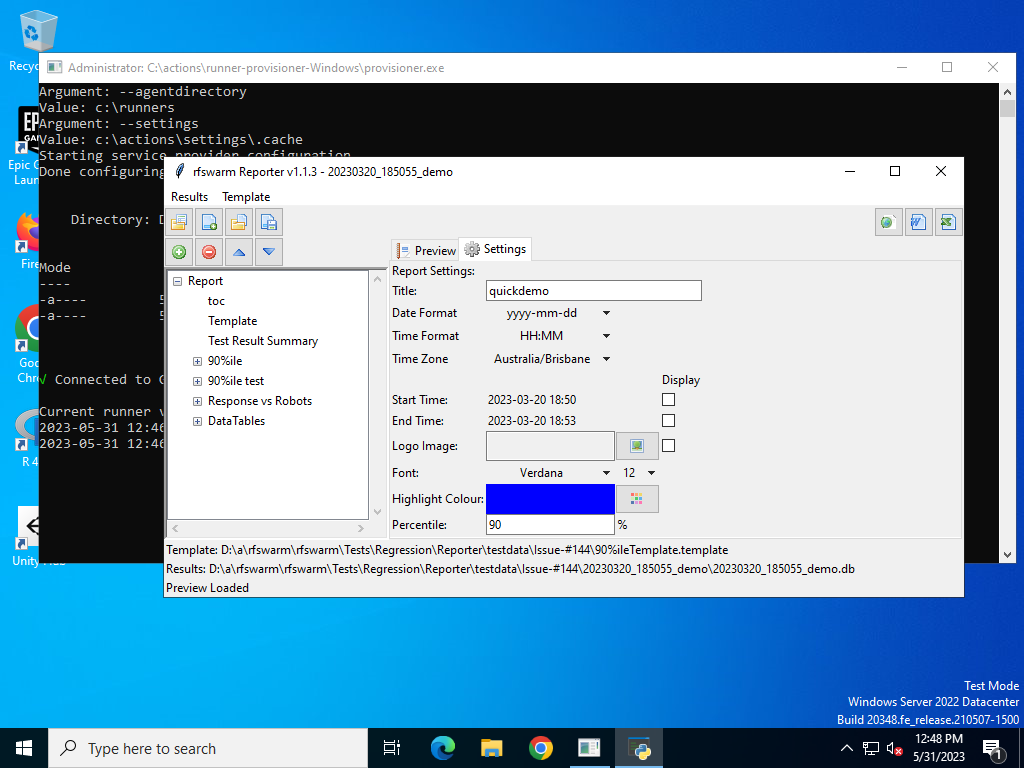 Administrator: C:\actions\runner-provisioner-Windows\provisioner.exe
Argument: --agentdirectory
Value: c:\runners
Argument: --settings
Value: c:\actions\settings\.cache
Starting service provider configuration
Done configuring
Directory: D
Mode
----
-a---- 5
-a---- 5
√ Connected to G
Current runner v
2023-05-31 12:46
2023-05-31 12:46
rfswarm Reporter v1.1.3 - 20230320_185055_demo
Results Template
Preview Settings
Report
toc
Template
Test Result Summary
90%ile
90%ile test
Response vs Robots
DataTables
Report Settings:
Title: quickdemo
Date Format yyyy-mm-dd
Time Format HH:MM
Time Zone Australia/Brisbane
Display
Start Time: 2023-03-20 18:50
End Time: 2023-03-20 18:53
Logo Image:
Font: Verdana 12
Highlight Colour:
Percentile: 90 %
Template: D:\a\rfswarm\rfswarm\Tests\Regression\Reporter\testdata\Issue-#144\90%ileTemplate.template
Results: D:\a\rfswarm\rfswarm\Tests\Regression\Reporter\testdata\Issue-#144\20230320_185055_demo\20230320_185055_demo.db
Preview Loaded
Recyc
EPI
GA
Epic G
Laun
Fire
Goo
Chr
R 4
Unity Hub
Test Mode
Windows Server 2022 Datacenter
Build 20348.fe_release.210507-1500
Type here to search
12:48 PM
5/31/2023
1